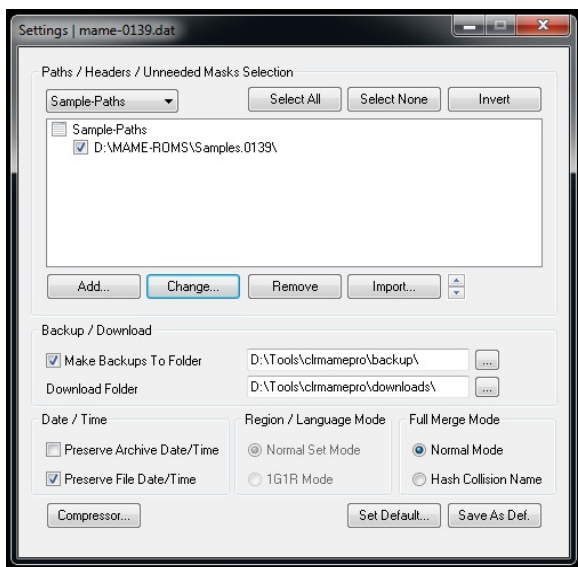 Settings | mame-0139.dat
Paths / Headers / Unneeded Masks Selection
Sample-Paths
Select All
Select None
Invert
Sample-Paths
D:\MAME-ROMS\Samples.0139\
Add...
Change...
Remove
Import...
Backup / Download
Make Backups To Folder
D:\Tools\clrmamepro\backup\
...
Download Folder
D:\Tools\clrmamepro\downloads\
...
Date / Time
Region / Language Mode
Full Merge Mode
Preserve Archive Date/Time
Normal Set Mode
Normal Mode
Preserve File Date/Time
1G1R Mode
Hash Collision Name
Compressor...
Set Default...
Save As Def.